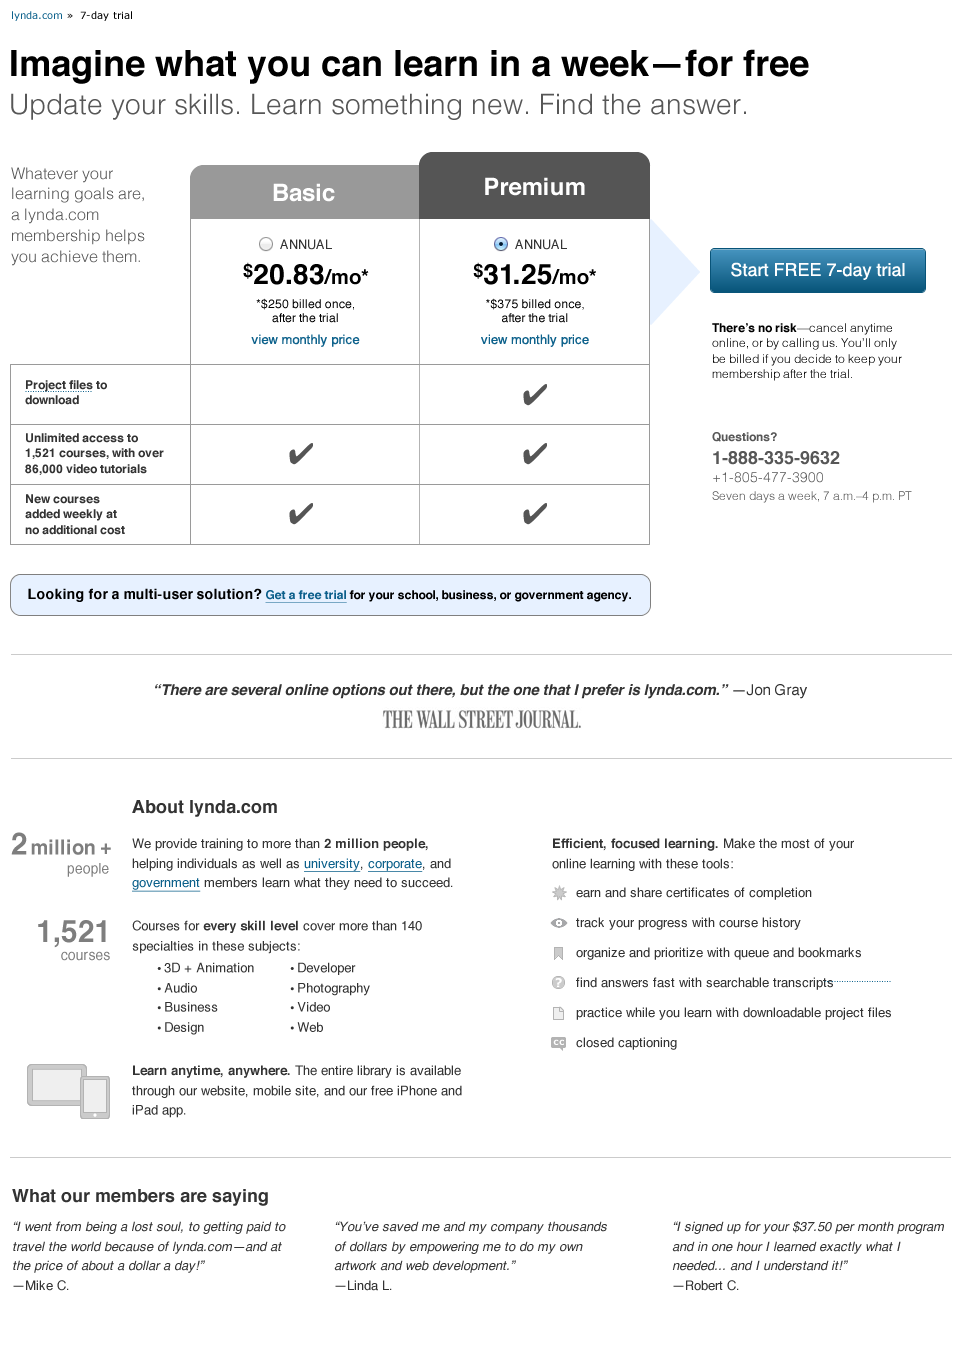 lynda.com » 7-day trial
Imagine what you can learn in a week—for free
Update your skills. Learn something new. Find the answer.
Whatever your
learning goals are,
a lynda.com
membership helps
you achieve them.
Basic
Premium
ANNUAL
$20.83/mo*
*$250 billed once,
after the trial
view monthly price
ANNUAL
$31.25/mo*
*$375 billed once,
after the trial
view monthly price
Start FREE 7-day trial
There's no risk—cancel anytime
online, or by calling us. You'll only
be billed if you decide to keep your
membership after the trial.
Project files to
download
✔
Unlimited access to
1,521 courses, with over
86,000 video tutorials
✔ ✔
New courses
added weekly at
no additional cost
✔ ✔
Questions?
1-888-335-9632
+1-805-477-3900
Seven days a week, 7 a.m.–4 p.m. PT
Looking for a multi-user solution? Get a free trial for your school, business, or government agency.
“There are several online options out there, but the one that I prefer is lynda.com.” —Jon Gray
THE WALL STREET JOURNAL.
About lynda.com
2 million +
people
We provide training to more than 2 million people,
helping individuals as well as university, corporate, and
government members learn what they need to succeed.
1,521
courses
Courses for every skill level cover more than 140
specialties in these subjects:
• 3D + Animation
• Audio
• Business
• Design
• Developer
• Photography
• Video
• Web
Learn anytime, anywhere. The entire library is available
through our website, mobile site, and our free iPhone and
iPad app.
Efficient, focused learning. Make the most of your
online learning with these tools:
earn and share certificates of completion
track your progress with course history
organize and prioritize with queue and bookmarks
? find answers fast with searchable transcripts
practice while you learn with downloadable project files
CC closed captioning
What our members are saying
“I went from being a lost soul, to getting paid to
travel the world because of lynda.com—and at
the price of about a dollar a day!”
—Mike C.
“You've saved me and my company thousands
of dollars by empowering me to do my own
artwork and web development.”
—Linda L.
“I signed up for your $37.50 per month program
and in one hour I learned exactly what I
needed... and I understand it!”
—Robert C.